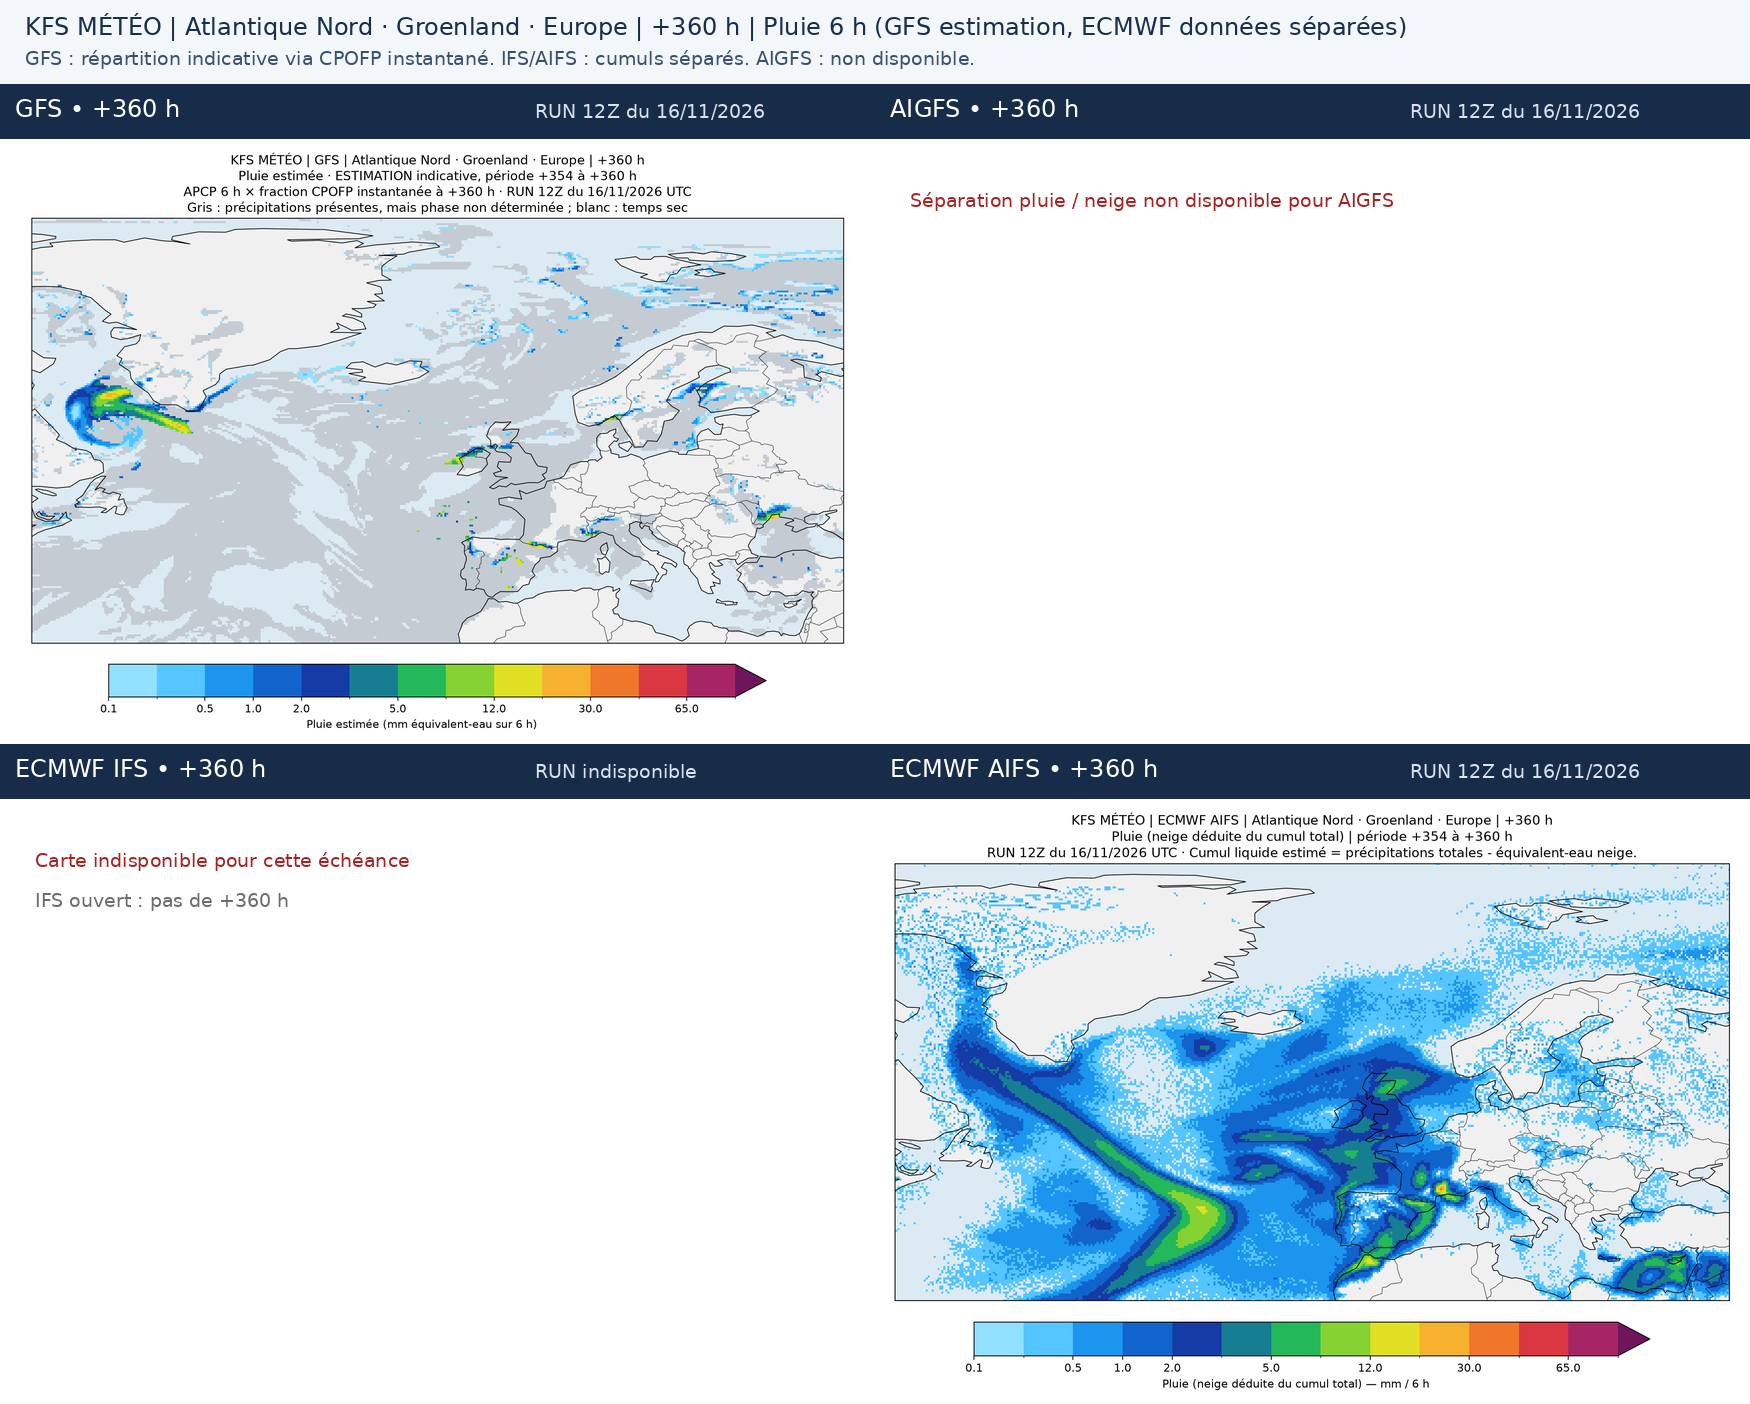 KFS MÉTÉO | Atlantique Nord · Groenland · Europe | +360 h | Pluie 6 h (GFS estimation, ECMWF données séparées)
GFS : répartition indicative via CPOFP instantané. IFS/AIFS : cumuls séparés. AIGFS : non disponible.
GFS • +360 h
RUN 12Z du 16/11/2026
KFS MÉTÉO | GFS | Atlantique Nord · Groenland · Europe | +360 h
Pluie estimée · ESTIMATION indicative, période +354 à +360 h
APCP 6 h × fraction CPOFP instantanée à +360 h · RUN 12Z du 16/11/2026 UTC
Gris : précipitations présentes, mais phase non déterminée ; blanc : temps sec
0.1 0.5 1.0 2.0 5.0 12.0 30.0 65.0
Pluie estimée (mm équivalent-eau sur 6 h)
AIGFS • +360 h
RUN 12Z du 16/11/2026
Séparation pluie / neige non disponible pour AIGFS
ECMWF IFS • +360 h
RUN indisponible
Carte indisponible pour cette échéance
IFS ouvert : pas de +360 h
ECMWF AIFS • +360 h
RUN 12Z du 16/11/2026
KFS MÉTÉO | ECMWF AIFS | Atlantique Nord · Groenland · Europe | +360 h
Pluie (neige déduite du cumul total) | période +354 à +360 h
RUN 12Z du 16/11/2026 UTC · Cumul liquide estimé = précipitations totales - équivalent-eau neige.
0.1 0.5 1.0 2.0 5.0 12.0 30.0 65.0
Pluie (neige déduite du cumul total) — mm / 6 h